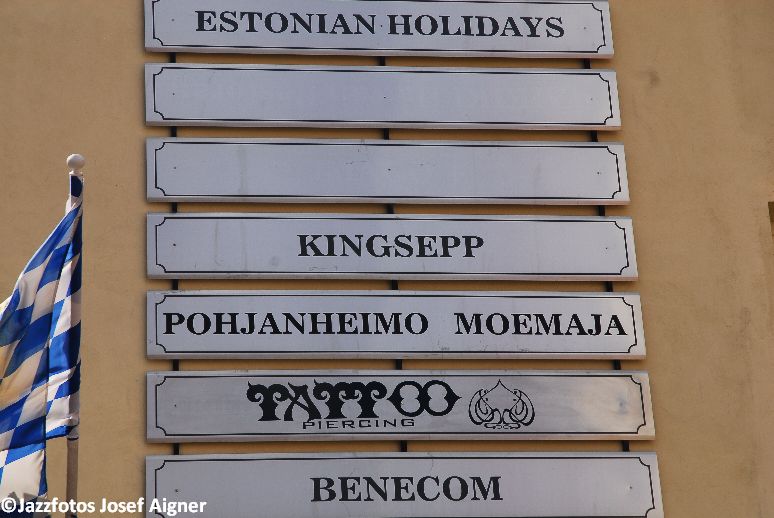 ESTONIAN HOLIDAYS
KINGSEPP
POHJANHEIMO MOEMAJA
TATTOO
PIERCING
BENECOM
©Jazzfotos Josef Aigner